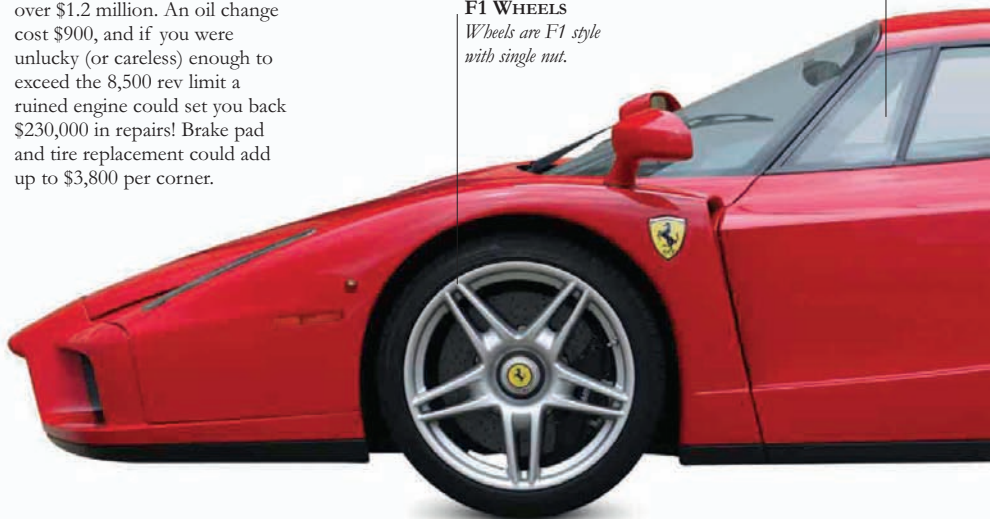 over $1.2 million. An oil change
cost $900, and if you were
unlucky (or careless) enough to
exceed the 8,500 rev limit a
ruined engine could set you back
$230,000 in repairs! Brake pad
and tire replacement could add
up to $3,800 per corner.
F1 WHEELS
Wheels are F1 style
with single nut.